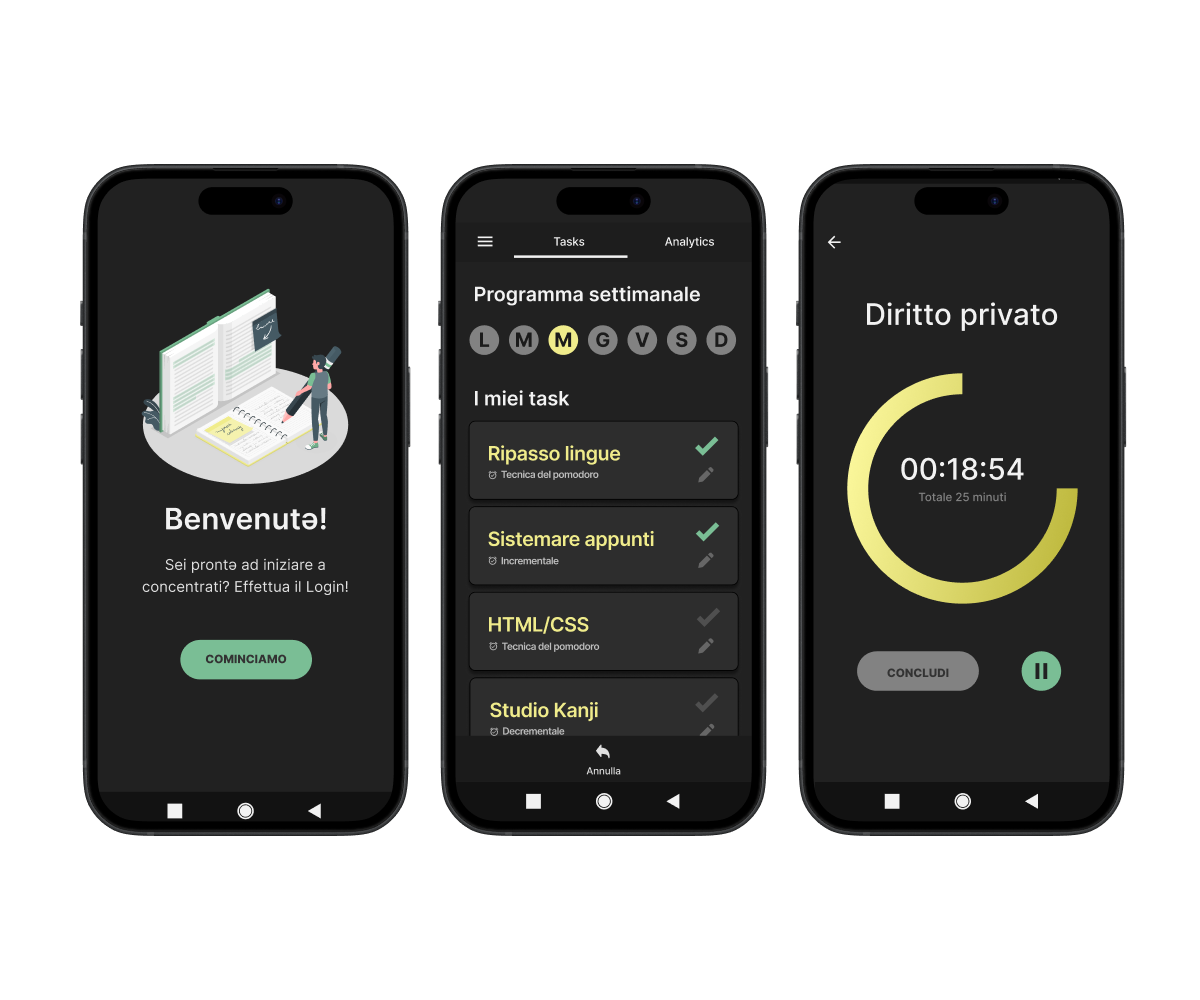 Benvenutə!
Sei prontə ad iniziare a
concentrati? Effettua il Login!
COMINCIAMO
Tasks
Analytics
Programma settimanale
L M M G V S D
I miei task
Ripasso lingue
Tecnica del pomodoro
Sistemare appunti
Incrementale
HTML/CSS
Tecnica del pomodoro
Studio Kanji
Decrementale
Annulla
Diritto privato
00:18:54
Totale 25 minuti
CONCLUDI